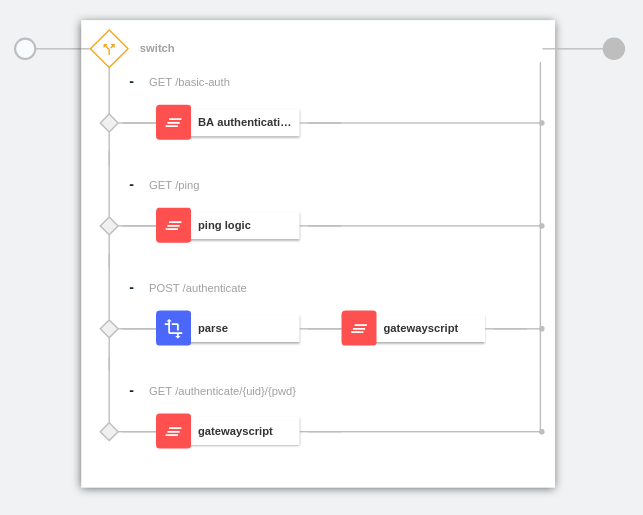 switch
- GET /basic-auth
BA authenticati...
- GET /ping
ping logic
- POST /authenticate
parse gatewayscript
- GET /authenticate/{uid}/{pwd}
gatewayscript